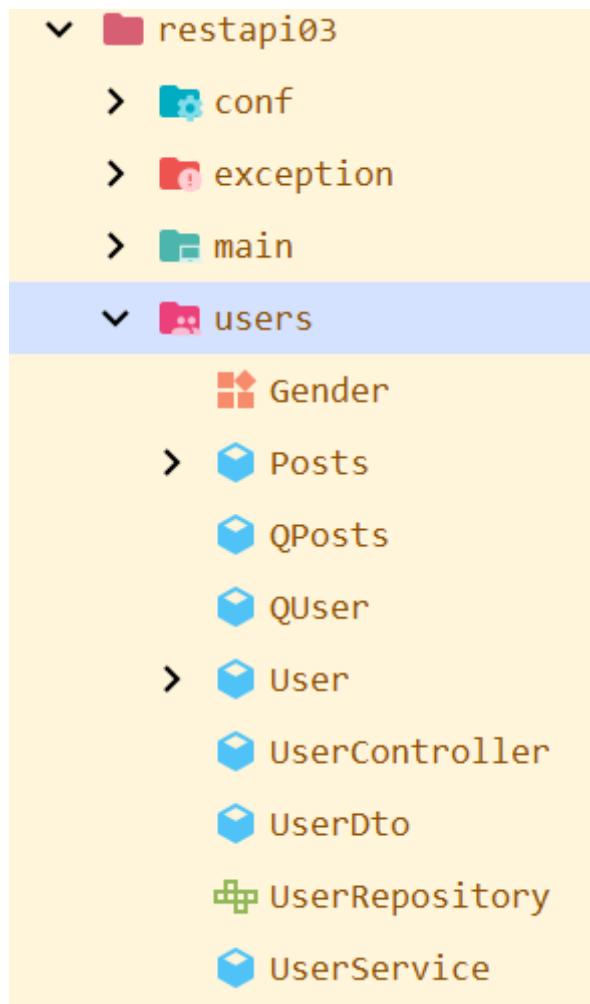 restapi03
conf
exception
main
users
Gender
Posts
QPosts
QUser
User
UserController
UserDto
UserRepository
UserService